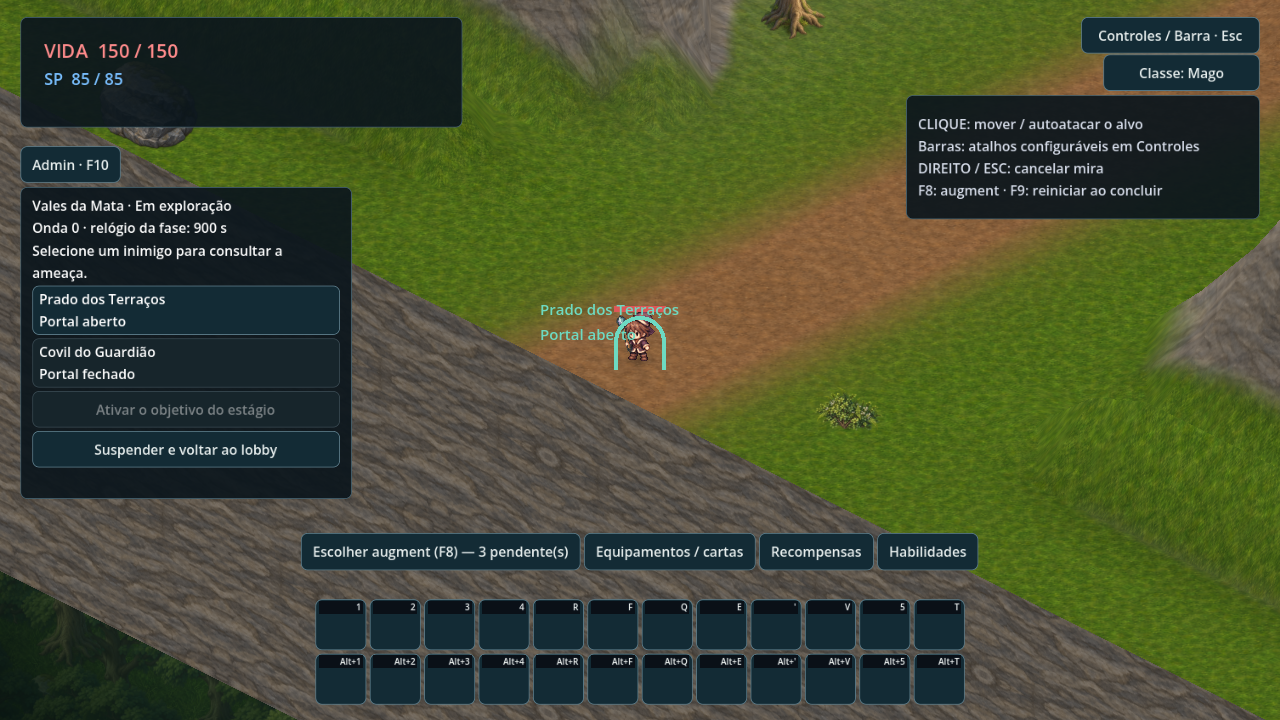 VIDA 150 / 150
SP 85 / 85
Controles / Barra · Esc
Classe: Mago
CLIQUE: mover / autoatacar o alvo
Barras: atalhos configuráveis em Controles
DIREITO / ESC: cancelar mira
F8: augment · F9: reiniciar ao concluir
Admin · F10
Vales da Mata · Em exploração
Onda 0 · relógio da fase: 900 s
Selecione um inimigo para consultar a
ameaça.
Prado dos Terraços
Portal aberto
Covil do Guardião
Portal fechado
Ativar o objetivo do estágio
Suspender e voltar ao lobby
Prado dos Terraços
Portal aberto
Escolher augment (F8) — 3 pendente(s)
Equipamentos / cartas
Recompensas
Habilidades
1 2 3 4 R F Q E ' V 5 T
Alt+1 Alt+2 Alt+3 Alt+4 Alt+R Alt+F Alt+Q Alt+E Alt+' Alt+V Alt+5 Alt+T